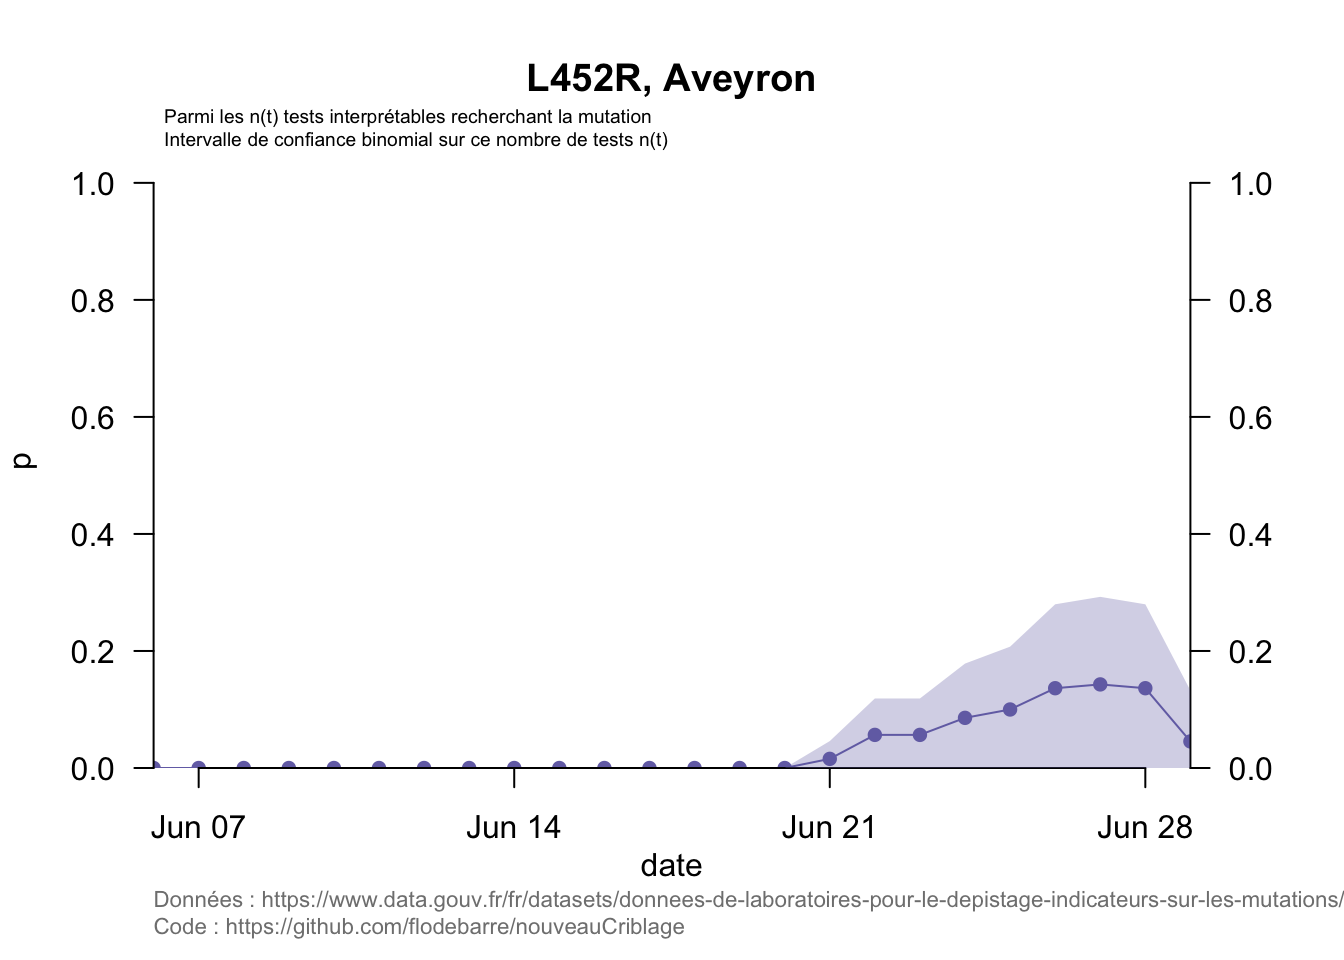 L452R, Aveyron
Parmi les n(t) tests interprétables recherchant la mutation
Intervalle de confiance binomial sur ce nombre de tests n(t)
1.0 1.0
0.8 0.8
0.6 0.6
p
0.4 0.4
0.2 0.2
0.0 0.0
Jun 07 Jun 14 Jun 21 Jun 28
date
Données : https://www.data.gouv.fr/fr/datasets/donnees-de-laboratoires-pour-le-depistage-indicateurs-sur-les-mutations/
Code : https://github.com/flodebarre/nouveauCriblage